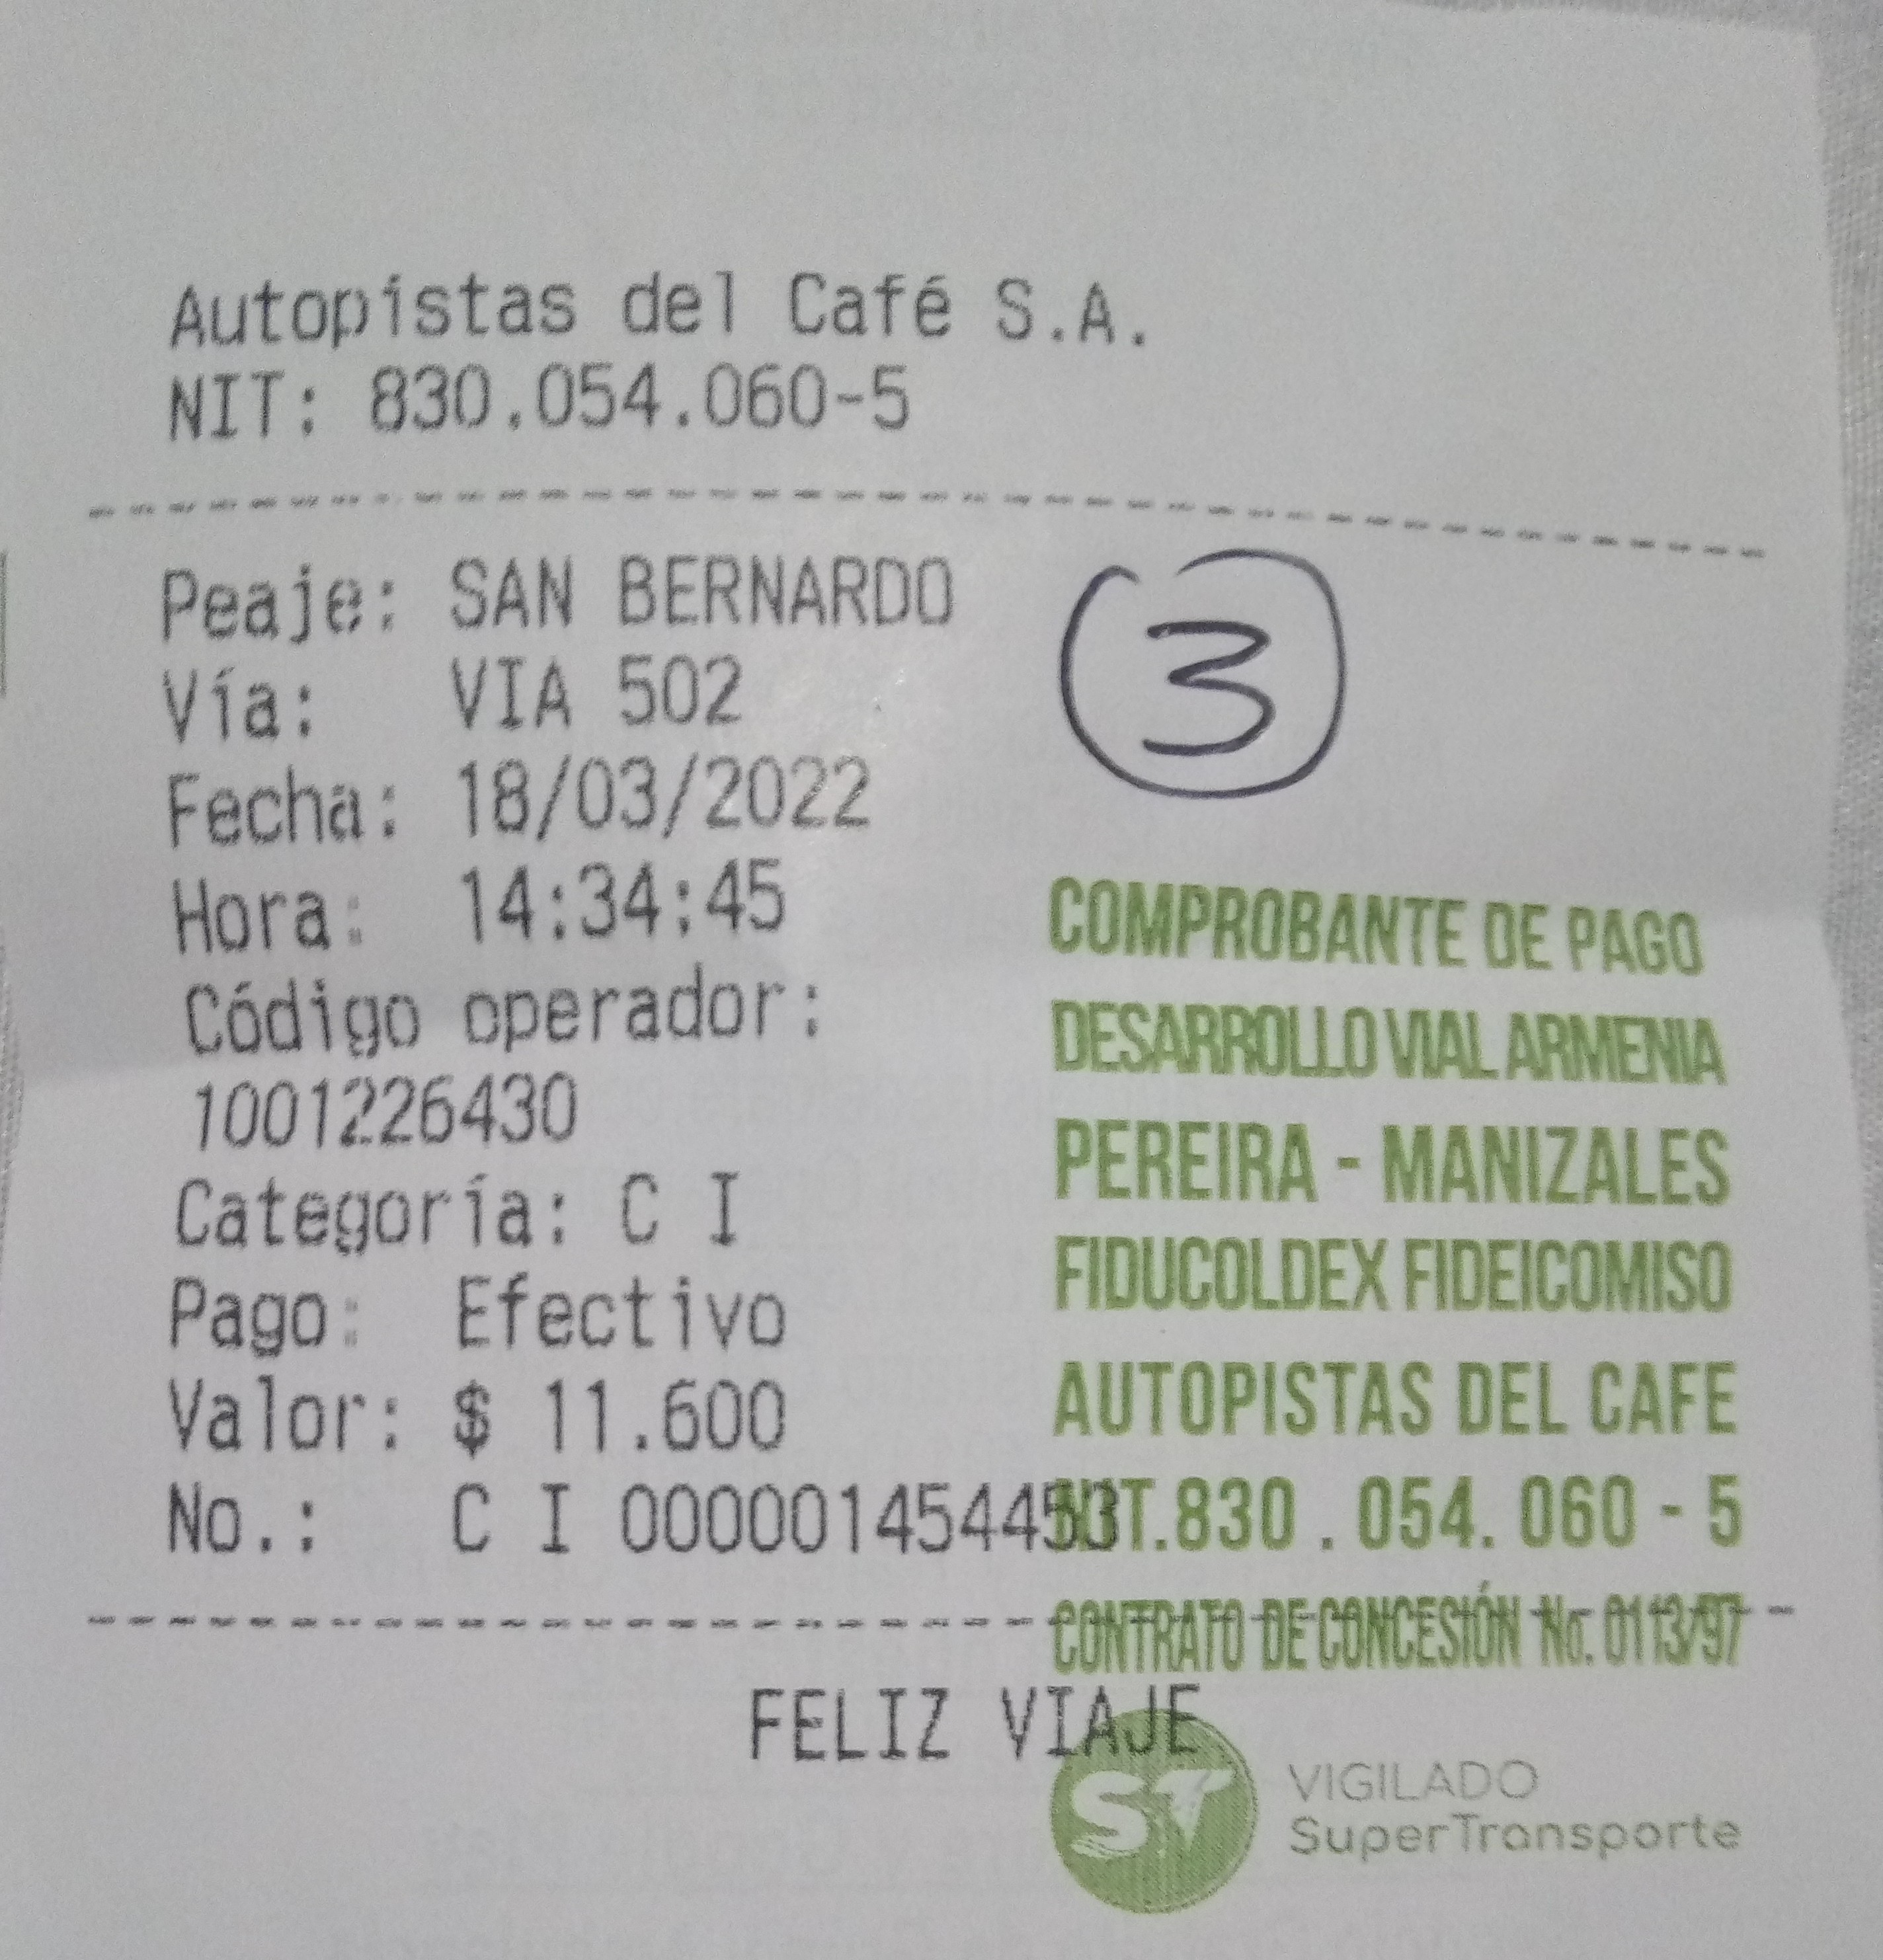 Autopistas del Café S.A.
NIT: 830.054.060-5
Peaje: SAN BERNARDO
Vía: VIA 502
Fecha: 18/03/2022
Hora: 14:34:45
Código operador:
1001226430
Categoría: C I
Pago: Efectivo
Valor: $ 11.600
No.: C I 000001454453
FELIZ VIAJE
3
COMPROBANTE DE PAGO
DESARROLLO VIAL ARMENIA
PEREIRA - MANIZALES
FIDUCOLDEX FIDEICOMISO
AUTOPISTAS DEL CAFE
NIT.830 . 054. 060 - 5
CONTRATO DE CONCESIÓN No. 0113/97
ST
VIGILADO
SuperTransporte